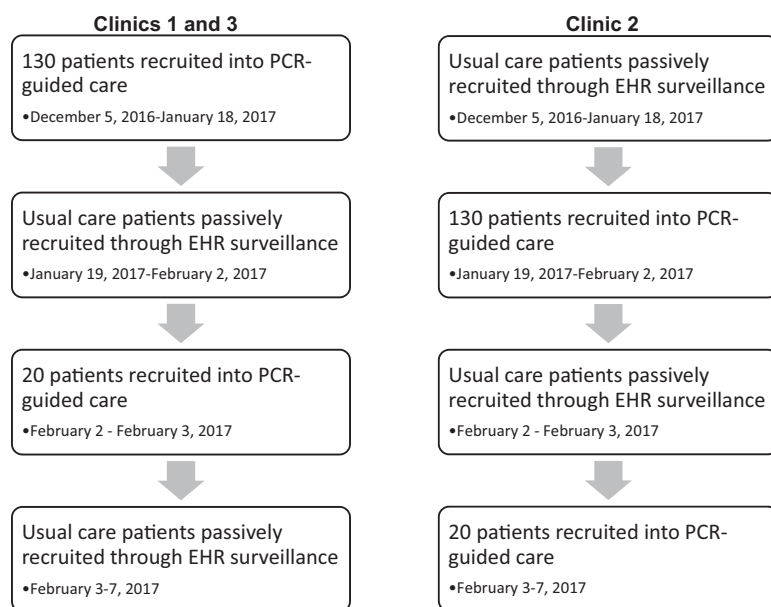 Clinics 1 and 3
130 patients recruited into PCR-
guided care
•December 5, 2016-January 18, 2017
Usual care patients passively
recruited through EHR surveillance
•January 19, 2017-February 2, 2017
20 patients recruited into PCR-
guided care
•February 2 - February 3, 2017
Usual care patients passively
recruited through EHR surveillance
•February 3-7, 2017
Clinic 2
Usual care patients passively
recruited through EHR surveillance
•December 5, 2016-January 18, 2017
130 patients recruited into PCR-
guided care
•January 19, 2017-February 2, 2017
Usual care patients passively
recruited through EHR surveillance
•February 2 - February 3, 2017
20 patients recruited into PCR-
guided care
•February 3-7, 2017